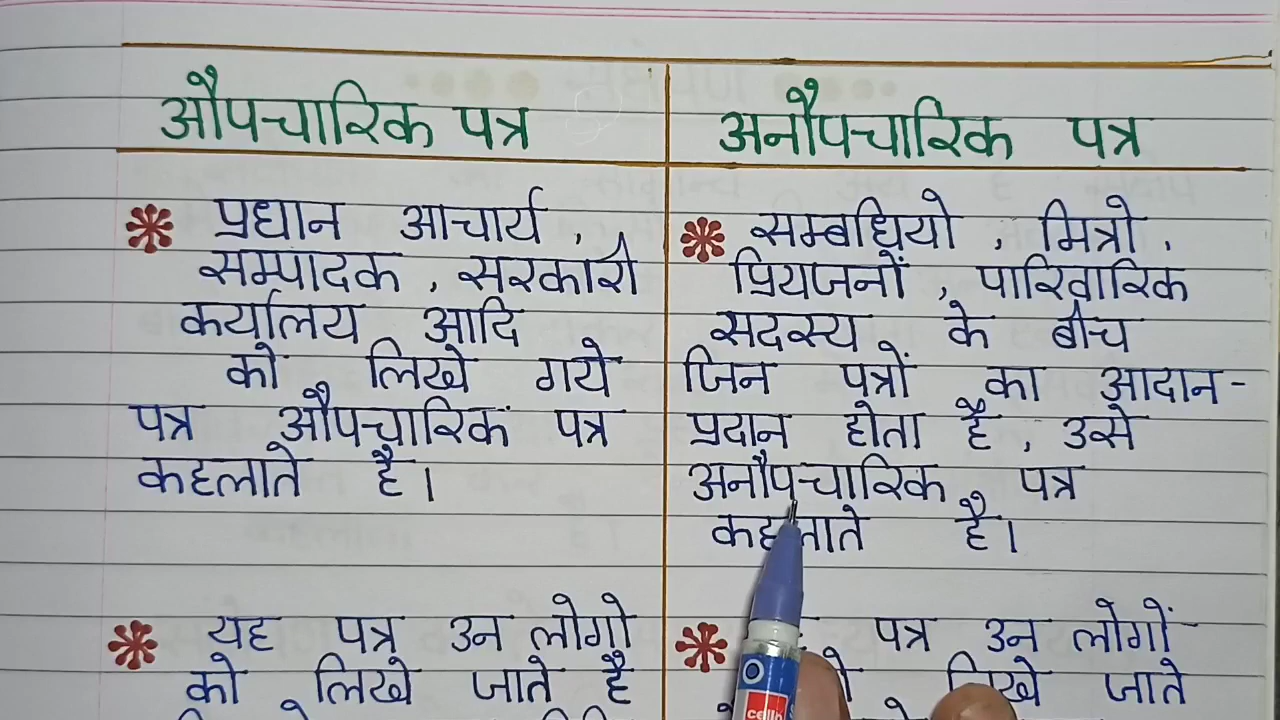 औपचारिक पत्र
प्रधान आचार्य,
सम्पादक, सरकारी
कर्यालय आदि
को लिखे गये
पत्र औपचारिक पत्र
कहलाते है।
यह पत्र उन लोगो
को लिखे जाते है
अनौपचारिक पत्र
सम्बधियो, मित्रो,
प्रियजनों, पारिवारिक
सदस्य के बीच
जिन पत्रों का आदान-
प्रदान होता है, उसे
अनौपचारिक पत्र
कहलाते है।
पत्र उन लोगों
लिखे जाते
cello